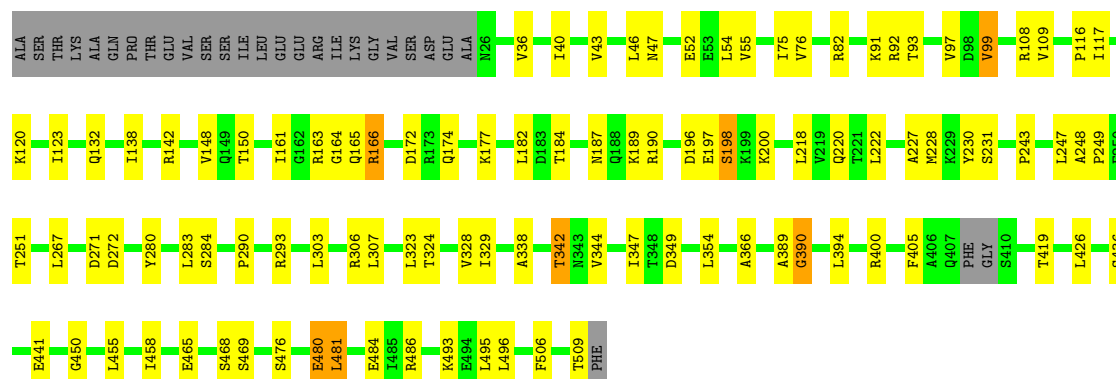 ALA SER THR LYS ALA GLN PRO THR GLU VAL SER SER ILE LEU GLU GLU ARG ILE LYS GLY VAL SER ASP GLU ALA N26 V36 I40 V43 L46 N47 E52 E53 L54 V55 I75 V76 R82 K91 R92 T93 V97 D98 V99 R108 V109 P116 I117
K120 I123 Q132 I138 R142 V148 Q149 T150 I161 G162 R163 G164 Q165 R166 D172 R173 Q174 K177 L182 D183 T184 N187 Q188 K189 R190 D196 E197 S198 K199 K200 L218 V219 Q220 T221 L222 A227 M228 K229 Y230 S231 P243 L247 A248 P249
T251 L267 D271 D272 Y280 L283 S284 P290 R293 L303 R306 L307 L323 T324 V328 I329 A338 T342 N343 V344 I347 T348 D349 L354 A366 A389 G390 L394 R400 F405 A406 Q407 PHE GLY S410 T419 L426
E441 G450 L455 I458 E465 S468 S469 S476 E480 L481 E484 I485 R486 K493 E494 L495 L496 F506 T509 PHE